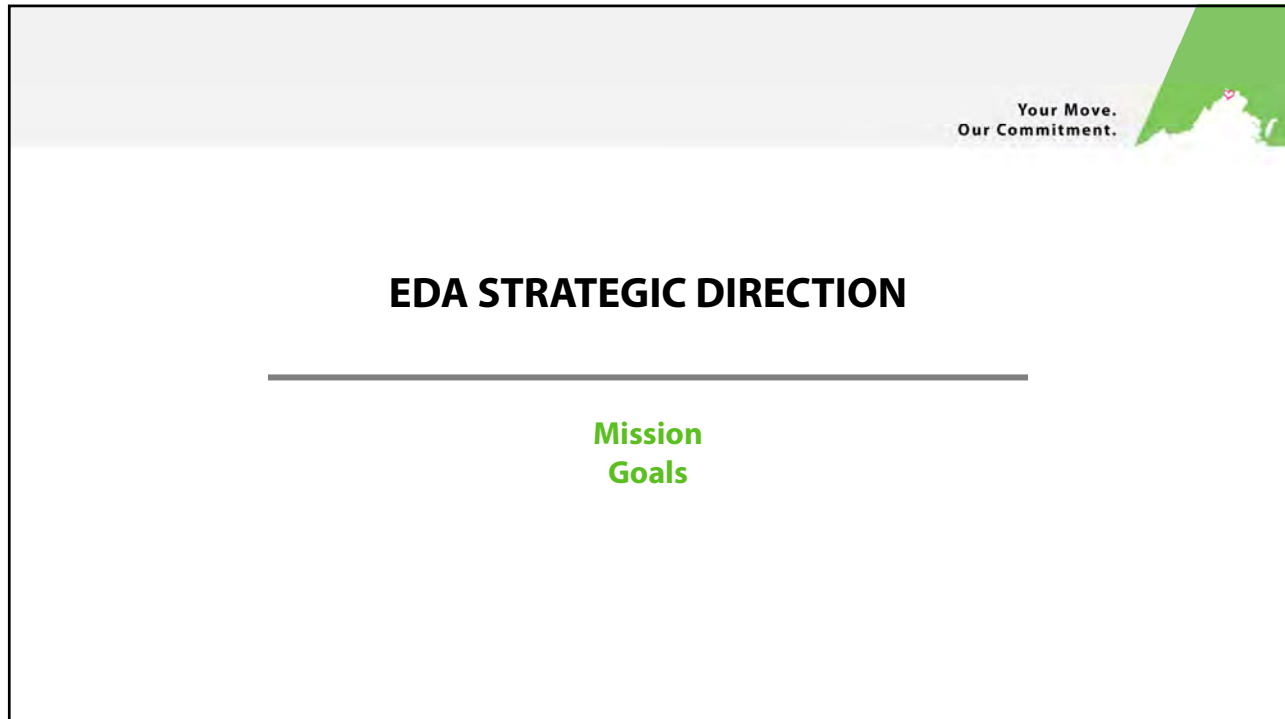 Your Move.
Our Commitment.
EDA STRATEGIC DIRECTION
Mission
Goals